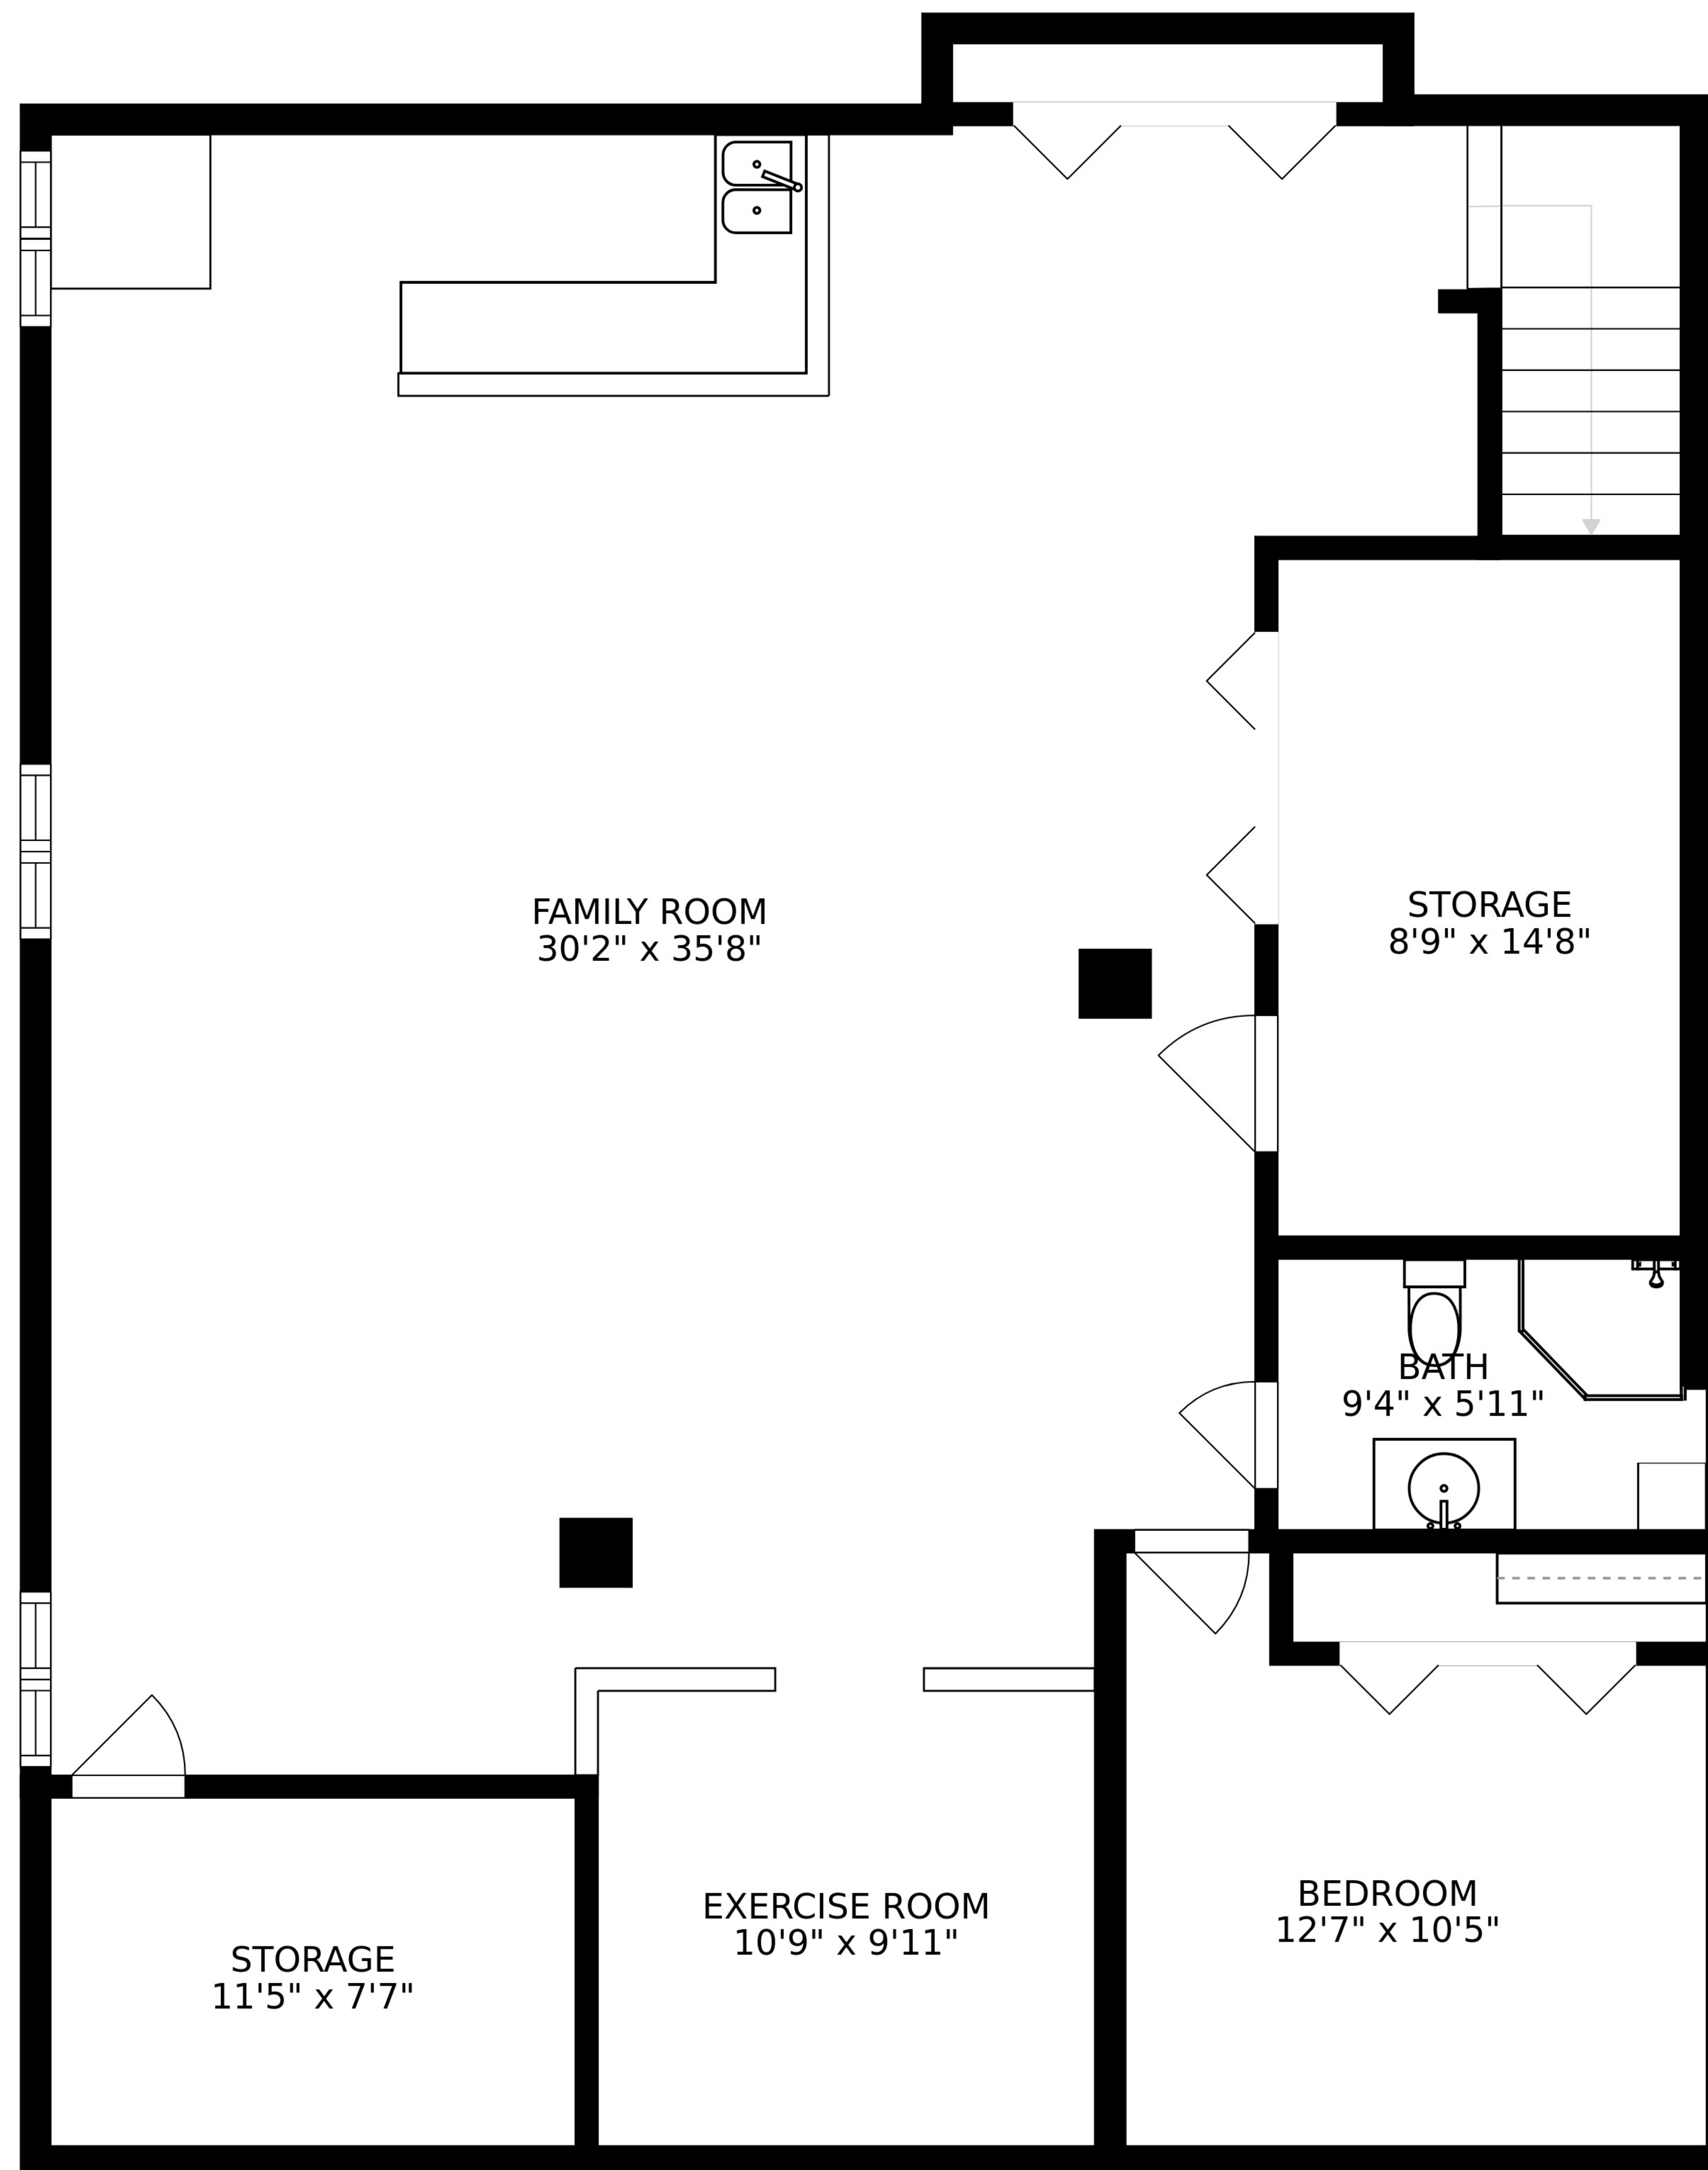 FAMILY ROOM
30'2" x 35'8"
STORAGE
8'9" x 14'8"
BATH
9'4" x 5'11"
EXERCISE ROOM
10'9" x 9'11"
BEDROOM
12'7" x 10'5"
STORAGE
11'5" x 7'7"